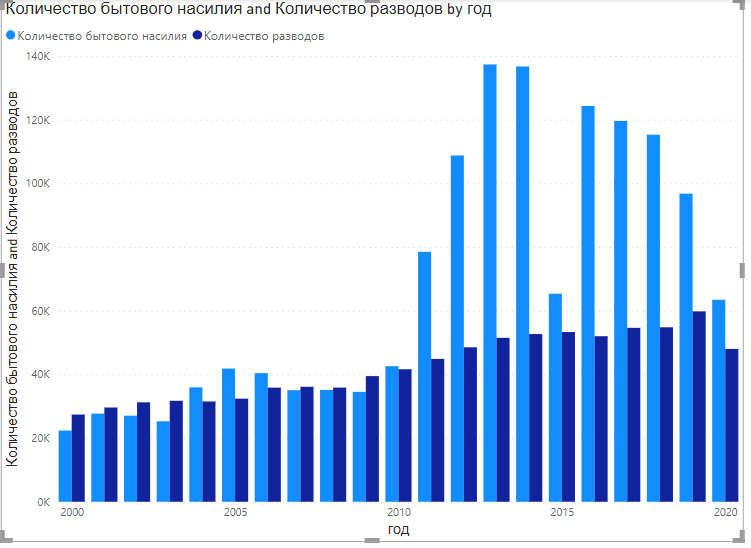 Количество бытового насилия and Количество разводов by год
Количество бытового насилия Количество разводов
Количество бытового насилия and Количество разводов
140K
120K
100K
80K
60K
40K
20K
0K
2000 2005 2010 2015 2020
год